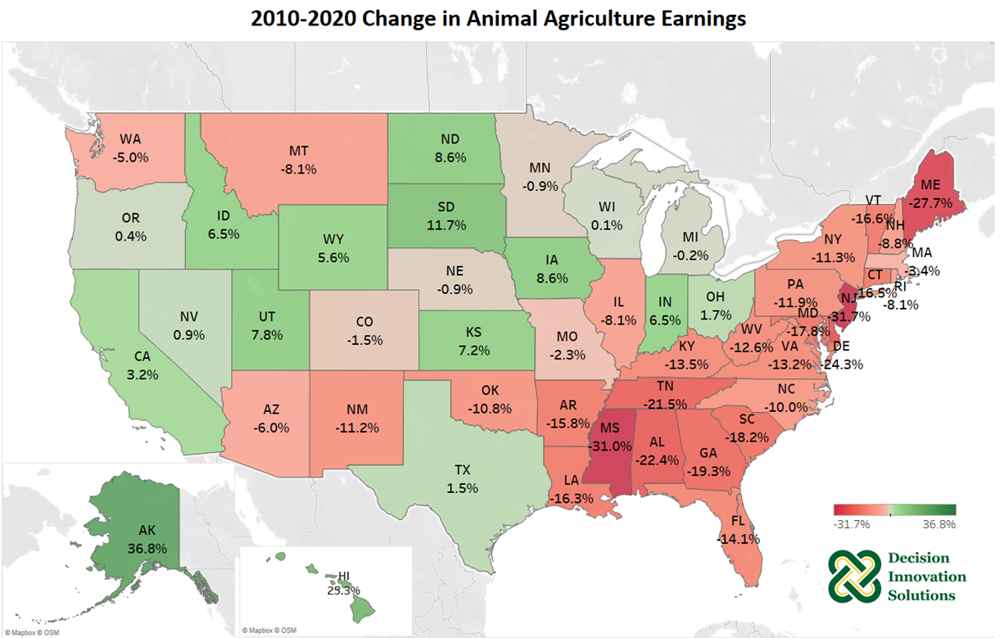 2010-2020 Change in Animal Agriculture Earnings
WA
-5.0%
MT
-8.1%
ND
8.6%
MN
-0.9%
OR
0.4%
ID
6.5%
WY
5.6%
SD
11.7%
WI
0.1%
MI
-0.2%
NY
-11.3%
VT
-16.6%
NH
-8.8%
ME
-27.7%
MA
-3.4%
CT
-16.5%
RI
-8.1%
NV
0.9%
UT
7.8%
CO
-1.5%
NE
-0.9%
IA
8.6%
IL
-8.1%
IN
6.5%
OH
1.7%
PA
-11.9%
NJ
-31.7%
MD
-17.8%
DE
-24.3%
CA
3.2%
KS
7.2%
MO
-2.3%
KY
-13.5%
WV
-12.6%
VA
-13.2%
AZ
-6.0%
NM
-11.2%
OK
-10.8%
AR
-15.8%
TN
-21.5%
NC
-10.0%
SC
-18.2%
MS
-31.0%
AL
-22.4%
GA
-19.3%
TX
1.5%
LA
-16.3%
FL
-14.1%
AK
36.8%
HI
25.3%
-31.7%
36.8%
Decision
Innovation
Solutions
© Mapbox © OSM
© Mapbox © OSM